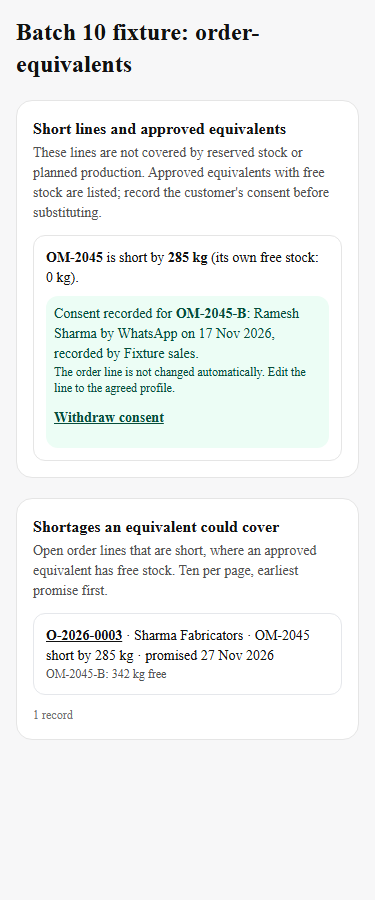 Batch 10 fixture: order-
equivalents
Short lines and approved equivalents
These lines are not covered by reserved stock or
planned production. Approved equivalents with free
stock are listed; record the customer's consent before
substituting.
OM-2045 is short by 285 kg (its own free stock:
0 kg).
Consent recorded for OM-2045-B: Ramesh
Sharma by WhatsApp on 17 Nov 2026,
recorded by Fixture sales.
The order line is not changed automatically. Edit the
line to the agreed profile.
Withdraw consent
Shortages an equivalent could cover
Open order lines that are short, where an approved
equivalent has free stock. Ten per page, earliest
promise first.
O-2026-0003 · Sharma Fabricators · OM-2045
short by 285 kg · promised 27 Nov 2026
OM-2045-B: 342 kg free
1 record